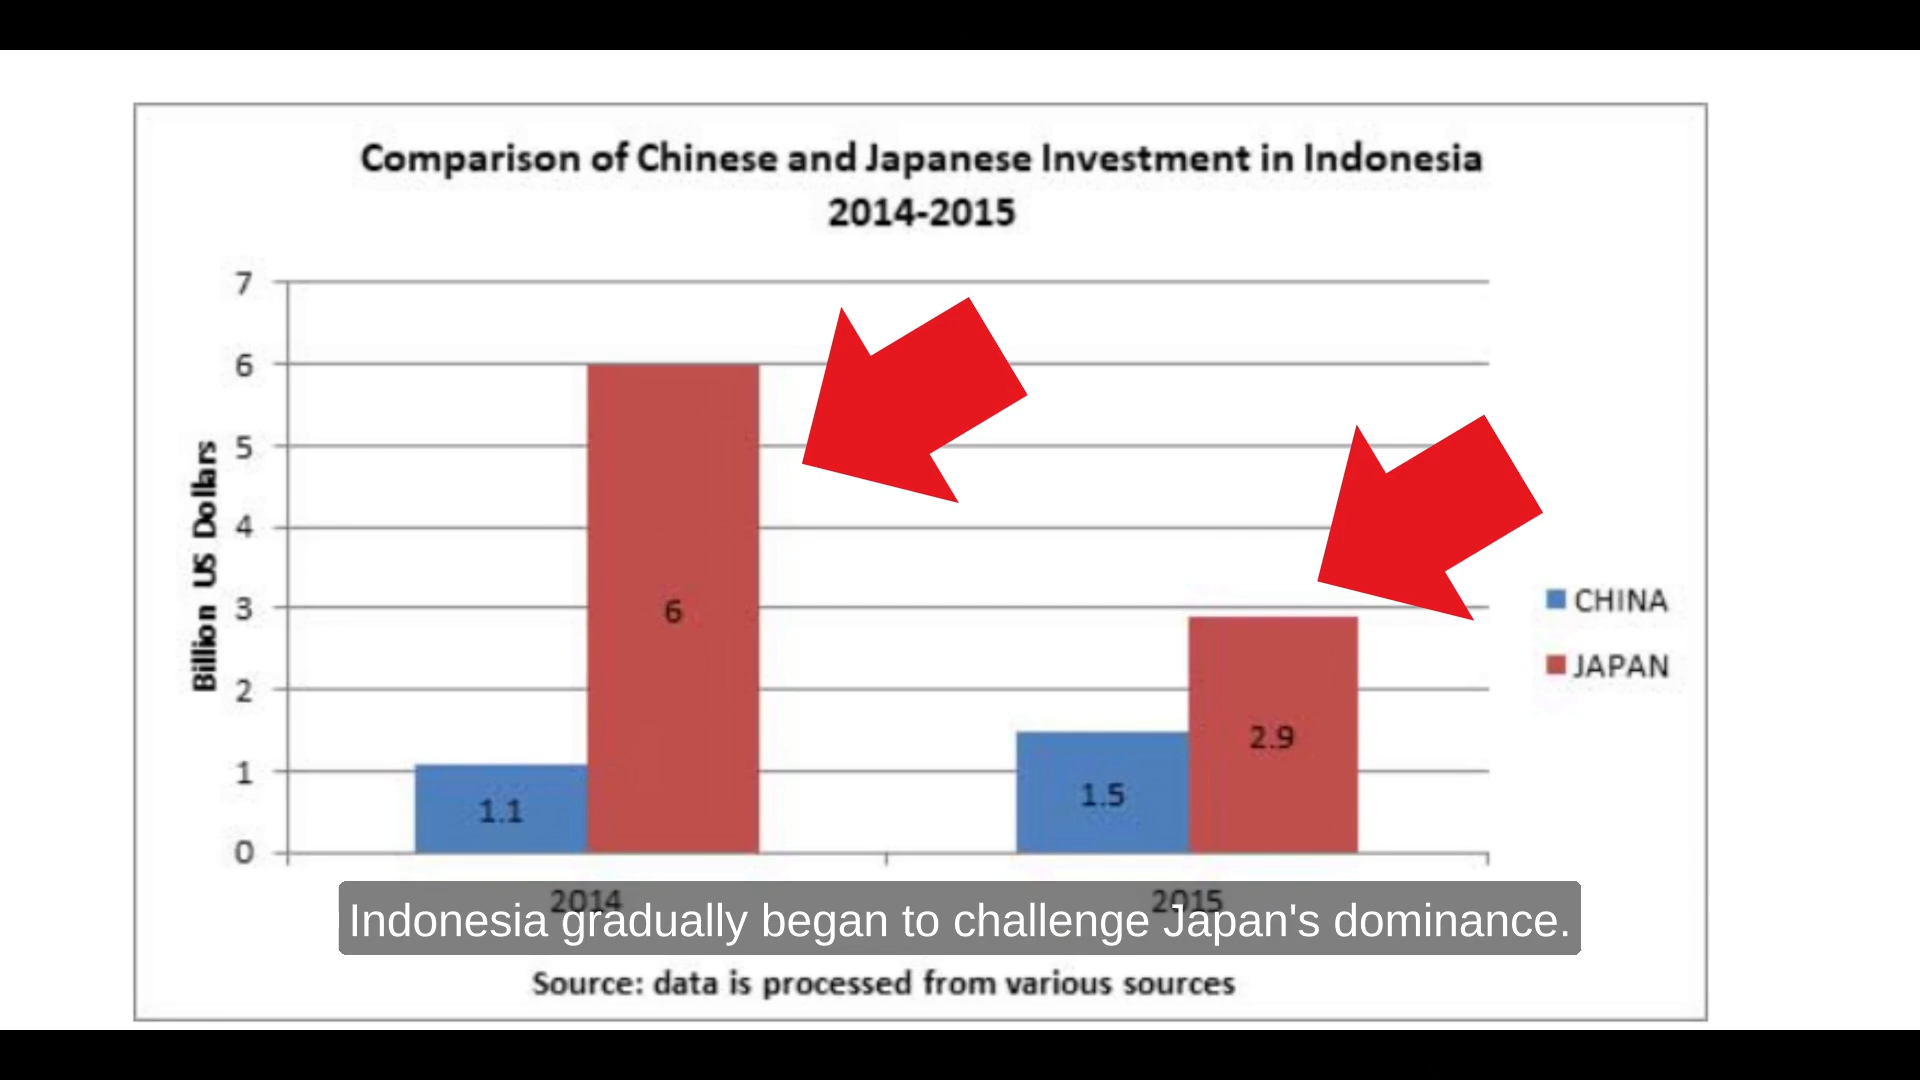 Comparison of Chinese and Japanese Investment in Indonesia
2014-2015
7
6
5
4
3
2
1
0
Billion US Dollars
1.1
6
1.5
2.9
CHINA
JAPAN
2014
2015
Indonesia gradually began to challenge Japan's dominance.
Source: data is processed from various sources